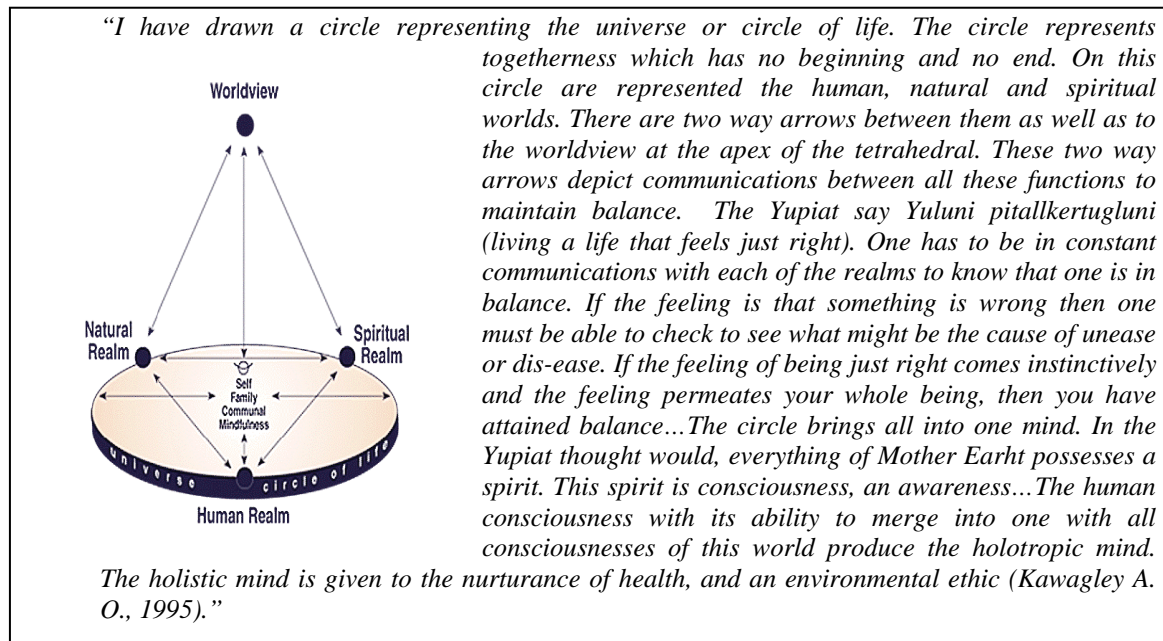 “I have drawn a circle representing the universe or circle of life. The circle represents
togetherness which has no beginning and no end. On this
circle are represented the human, natural and spiritual
worlds. There are two way arrows between them as well as to
the worldview at the apex of the tetrahedral. These two way
arrows depict communications between all these functions to
maintain balance. The Yupiat say Yuluni pitallkertugluni
(living a life that feels just right). One has to be in constant
communications with each of the realms to know that one is in
balance. If the feeling is that something is wrong then one
must be able to check to see what might be the cause of unease
or dis-ease. If the feeling of being just right comes instinctively
and the feeling permeates your whole being, then you have
attained balance…The circle brings all into one mind. In the
Yupiat thought would, everything of Mother Earht possesses a
spirit. This spirit is consciousness, an awareness…The human
consciousness with its ability to merge into one with all
consciousnesses of this world produce the holotropic mind.
The holistic mind is given to the nurturance of health, and an environmental ethic (Kawagley A.
O., 1995).”
Worldview
Natural
Realm
Spiritual
Realm
Self
Family
Communal
Mindfulness
universe circle of life
Human Realm